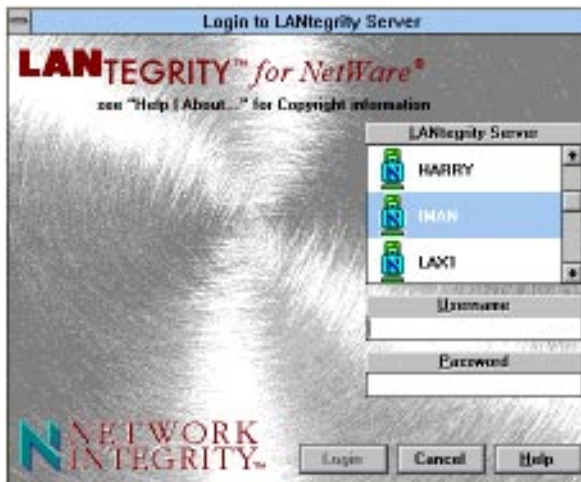 Login to LANtegrity Server
LANTEGRITY™ for NetWare®
see "Help | About..." for Copyright information
LANtegrity Server
HARRY
IMAN
LAX1
Username
Password
NETWORK
INTEGRITY™
Login
Cancel
Help